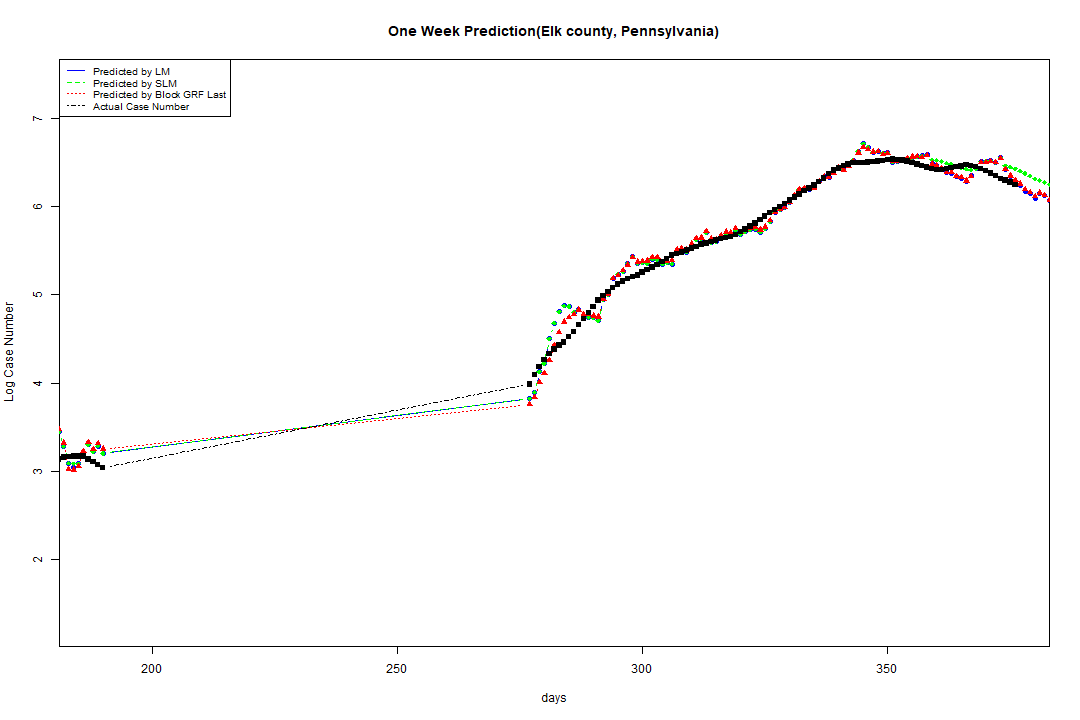 One Week Prediction(Elk county, Pennsylvania)
Predicted by LM
Predicted by SLM
Predicted by Block GRF Last
Actual Case Number
Log Case Number
7
6
5
4
3
2
200 250 300 350
days